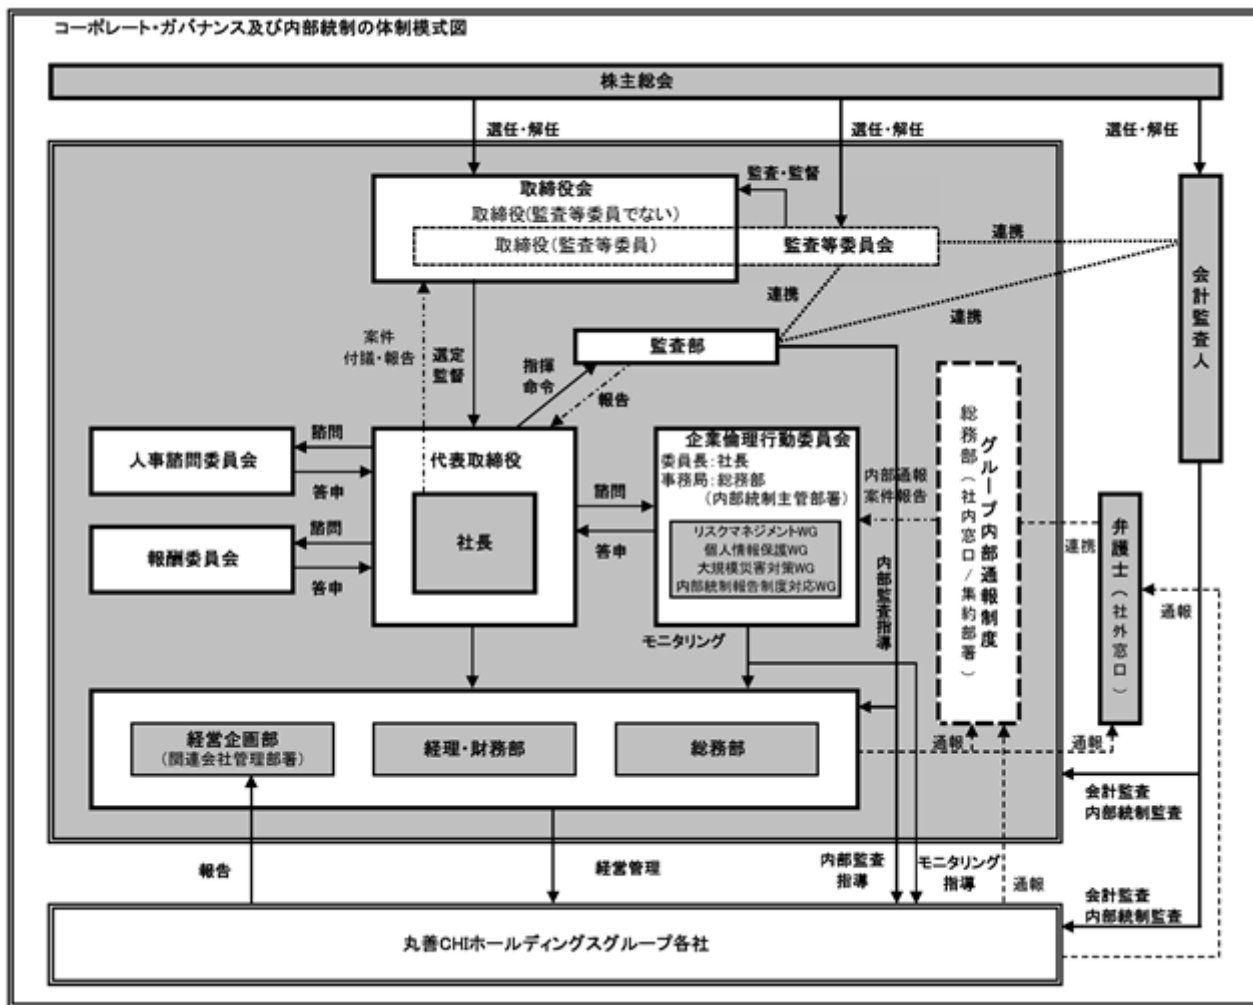 コーポレート・ガバナンス及び内部統制の体制模式図
株主総会
選任・解任
選任・解任
選任・解任
取締役会
取締役(監査等委員でない)
取締役(監査等委員)
監査・監督
監査等委員会
連携
連携
連携
会計監査人
案件
付議・報告
選定
監督
監査部
指揮
命令
報告
人事諮問委員会
諮問
答申
報酬委員会
諮問
答申
代表取締役
社長
諮問
答申
企業倫理行動委員会
委員長:社長
事務局:総務部
(内部統制主管部署)
リスクマネジメントWG
個人情報保護WG
大規模災害対策WG
内部統制報告制度対応WG
内部通報
案件報告
グループ内部通報制度
総務部(社内窓口/集約部署)
連携
弁護士(社外窓口)
通報
内部監査指導
モニタリング
経営企画部
(関連会社管理部署)
経理・財務部
総務部
通報
通報
会計監査
内部統制監査
報告
経営管理
内部監査
指導
モニタリング
指導
通報
会計監査
内部統制監査
丸善CHIホールディングスグループ各社